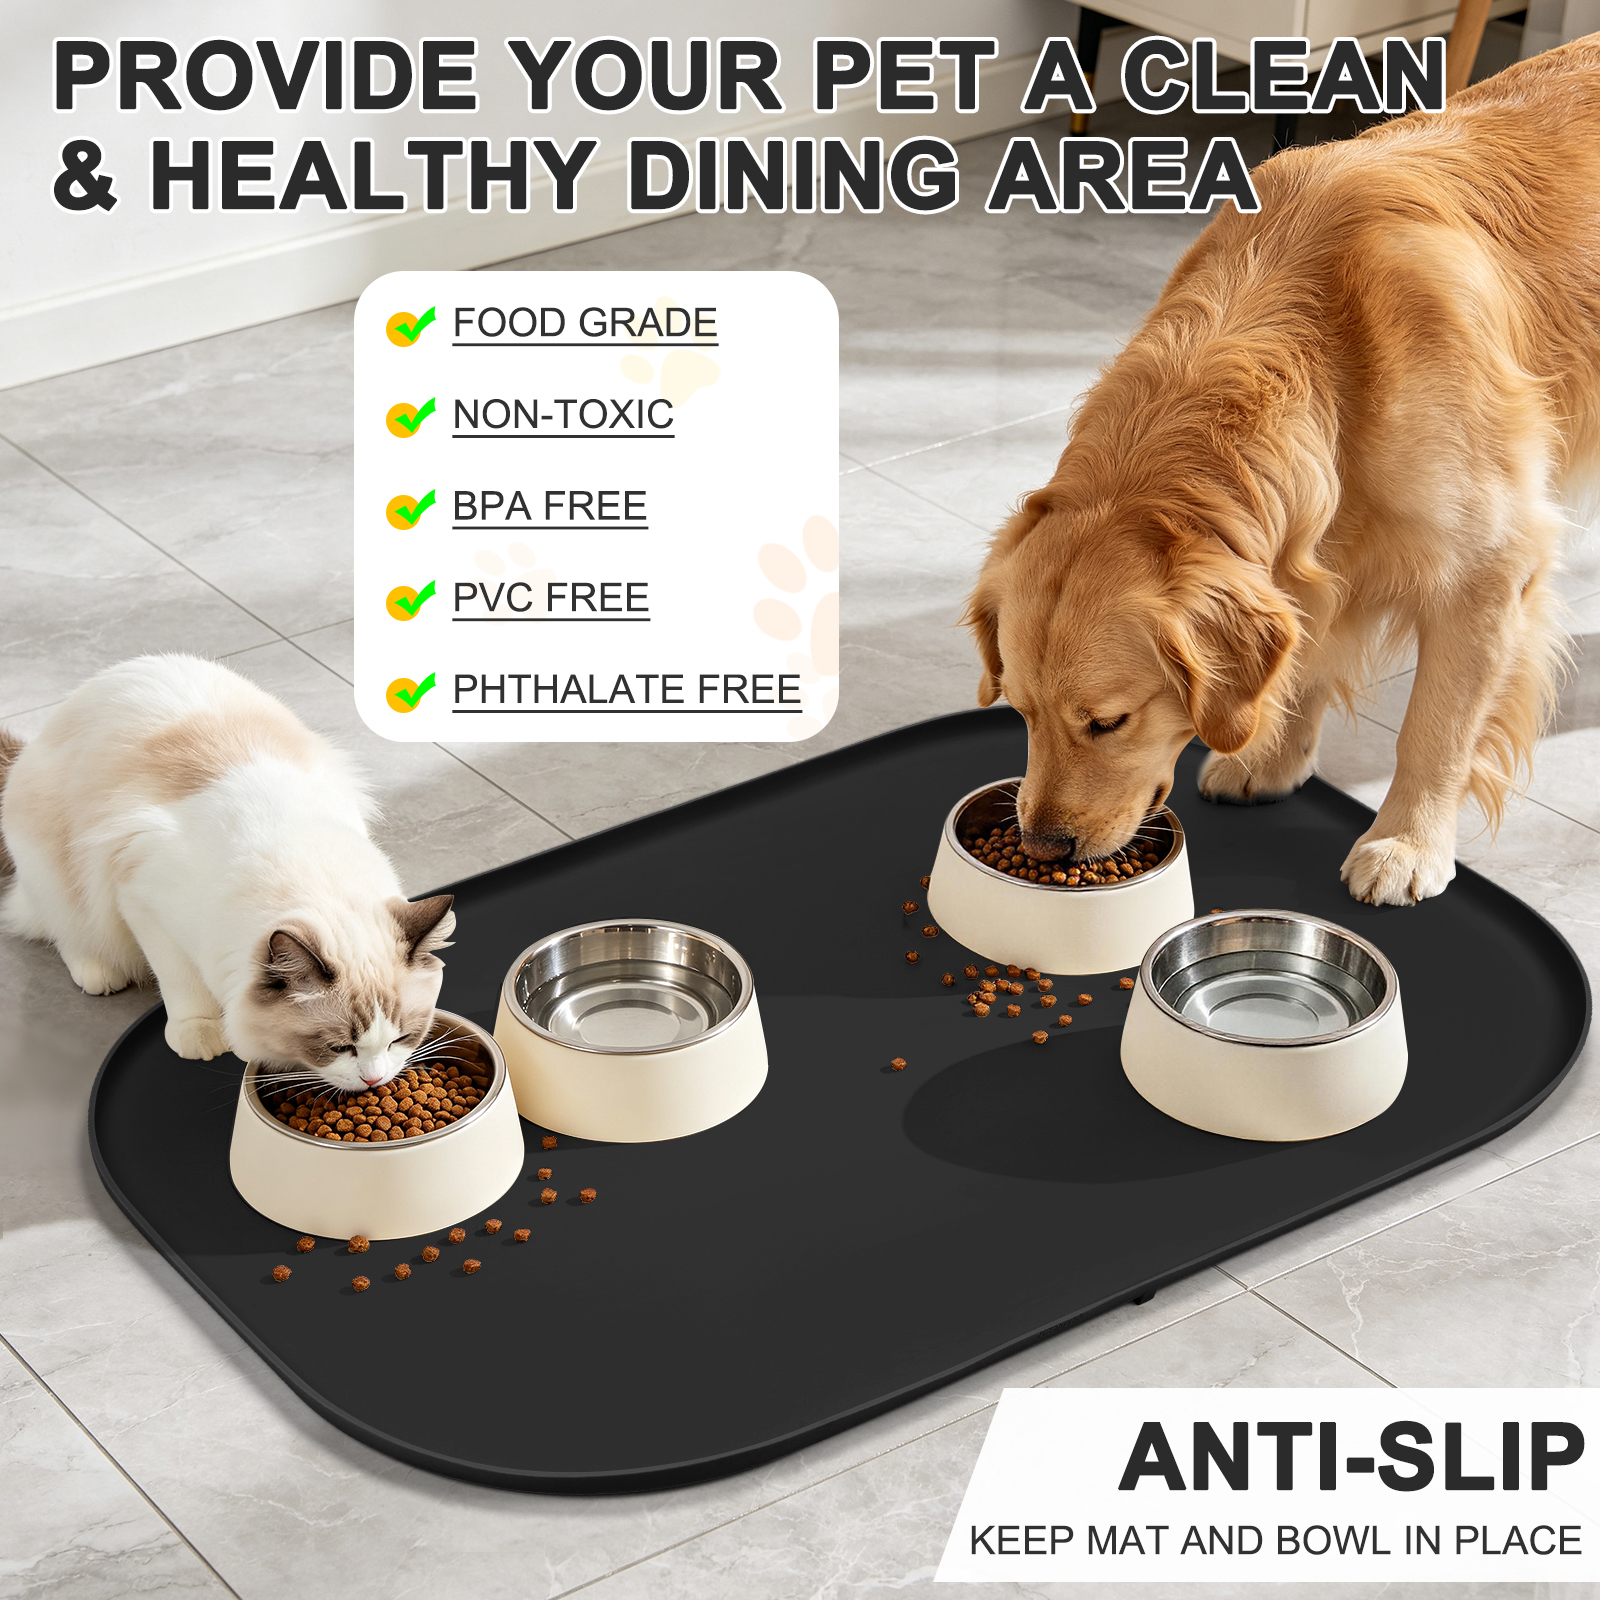 PROVIDE YOUR PET A CLEAN
& HEALTHY DINING AREA
FOOD GRADE
NON-TOXIC
BPA FREE
PVC FREE
PHTHALATE FREE
ANTI-SLIP
KEEP MAT AND BOWL IN PLACE